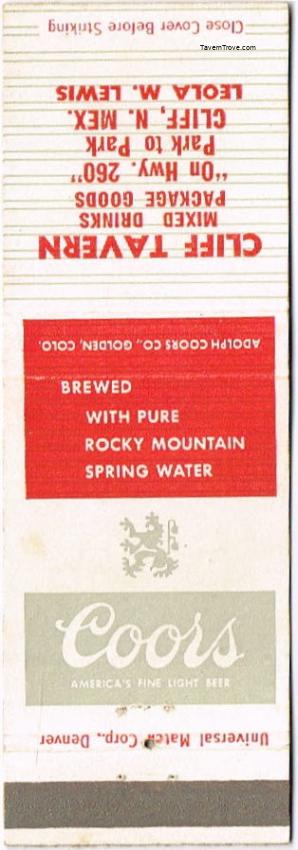 Close Cover Before Striking
TavernTrove.com
CLIFF TAVERN
MIXED DRINKS
PACKAGE GOODS
"On Hwy. 260"
Park to Park
CLIFF, N. MEX.
LEOLA M. LEWIS
ADOLPH COORS CO., GOLDEN, COLO.
BREWED
WITH PURE
ROCKY MOUNTAIN
SPRING WATER
Coors
AMERICA'S FINE LIGHT BEER
Universal Match Corp., Denver